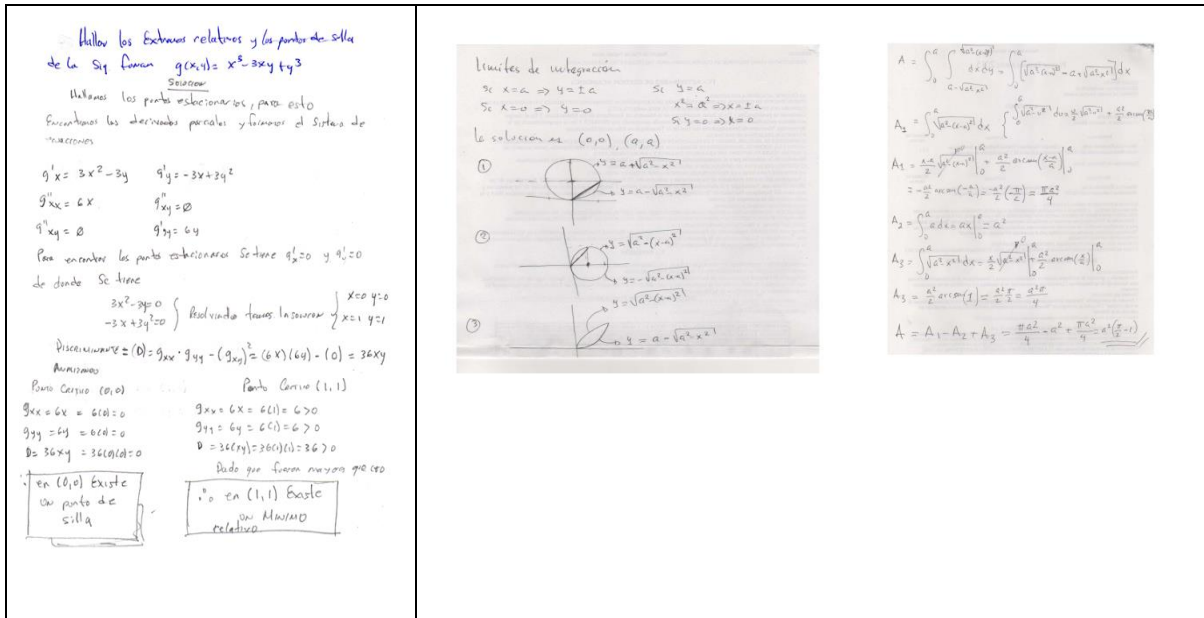 Hallar los Extremos relativos y los puntos de silla
de la Sig g(x,y) = x³-3xy+y³
Solucion
Hallamos los puntos estacionarios, para esto
Encontramos las derivadas parciales y formamos el Sistema de
g'x = 3x²-3y g'y = -3x+3y²
g''xx = 6x g''xy = Ø
g''xy = Ø g''yy = 6y
Para encontrar los puntos estacionarios Se tiene g'x=0 y g'y=0
de donde Se tiene
3x²-3y=0
-3x+3y²=0 } Resolviendo tenemos la solucion { x=0 y=0
x=1 y=1
Discriminante = (D) = gxx · gyy - (gxy)² = (6x)(6y) - (0) = 36xy
Punto Critico (0,0) Punto Critico (1,1)
gxx = 6x = 6(0) = 0 gxx = 6x = 6(1) = 6 > 0
gyy = 6y = 6(0) = 0 gyy = 6y = 6(1) = 6 > 0
D = 36xy = 36(0)(0) = 0 D = 36(xy) = 36(1)(1) = 36 > 0
Dado que fueron mayores que cero
∴ en (0,0) Existe
un punto de
silla
∴ en (1,1) Existe
un MINIMO
relativo
Limites de integración
Si x=a ⇒ y=±a Si y=a
Si x=0 ⇒ y=0 x²=a² ⇒ x=±a
Si y=0 ⇒ x=0
la solucion es (0,0), (a,a)
①
y=a+√(a²-x²)
y=a-√(a²-x²)
②
y=√(a²-(x-a)²)
y=-√(a²-(x-a)²)
③
y=√(a²-(x-a)²)
y=a-√(a²-x²)
A = ∫₀ᵃ ∫ dxdy = ∫₀ᵃ [√(a²-(x-a)²) - a + √(a²-x²)] dx
a-√(a²-x²)
A₁ = ∫₀ᵃ √(a²-(x-a)²) dx
A₁ = (x-a)/2 √(a²-(x-a)²) |₀ᵃ + a²/2 arcsen((x-a)/a) |₀ᵃ
= -a²/2 arcsen(-a/a) = -a²/2 (-π/2) = πa²/4
A₂ = ∫₀ᵃ a dx = ax |₀ᵃ = a²
A₃ = ∫₀ᵃ √(a²-x²) dx = x/2 √(a²-x²) |₀ᵃ + a²/2 arcsen(x/a) |₀ᵃ
A₃ = a²/2 arcsen(1) = a²/2 π/2 = a²π/4
A = A₁ - A₂ + A₃ = πa²/4 - a² + πa²/4 = a²(π/2 - 1)